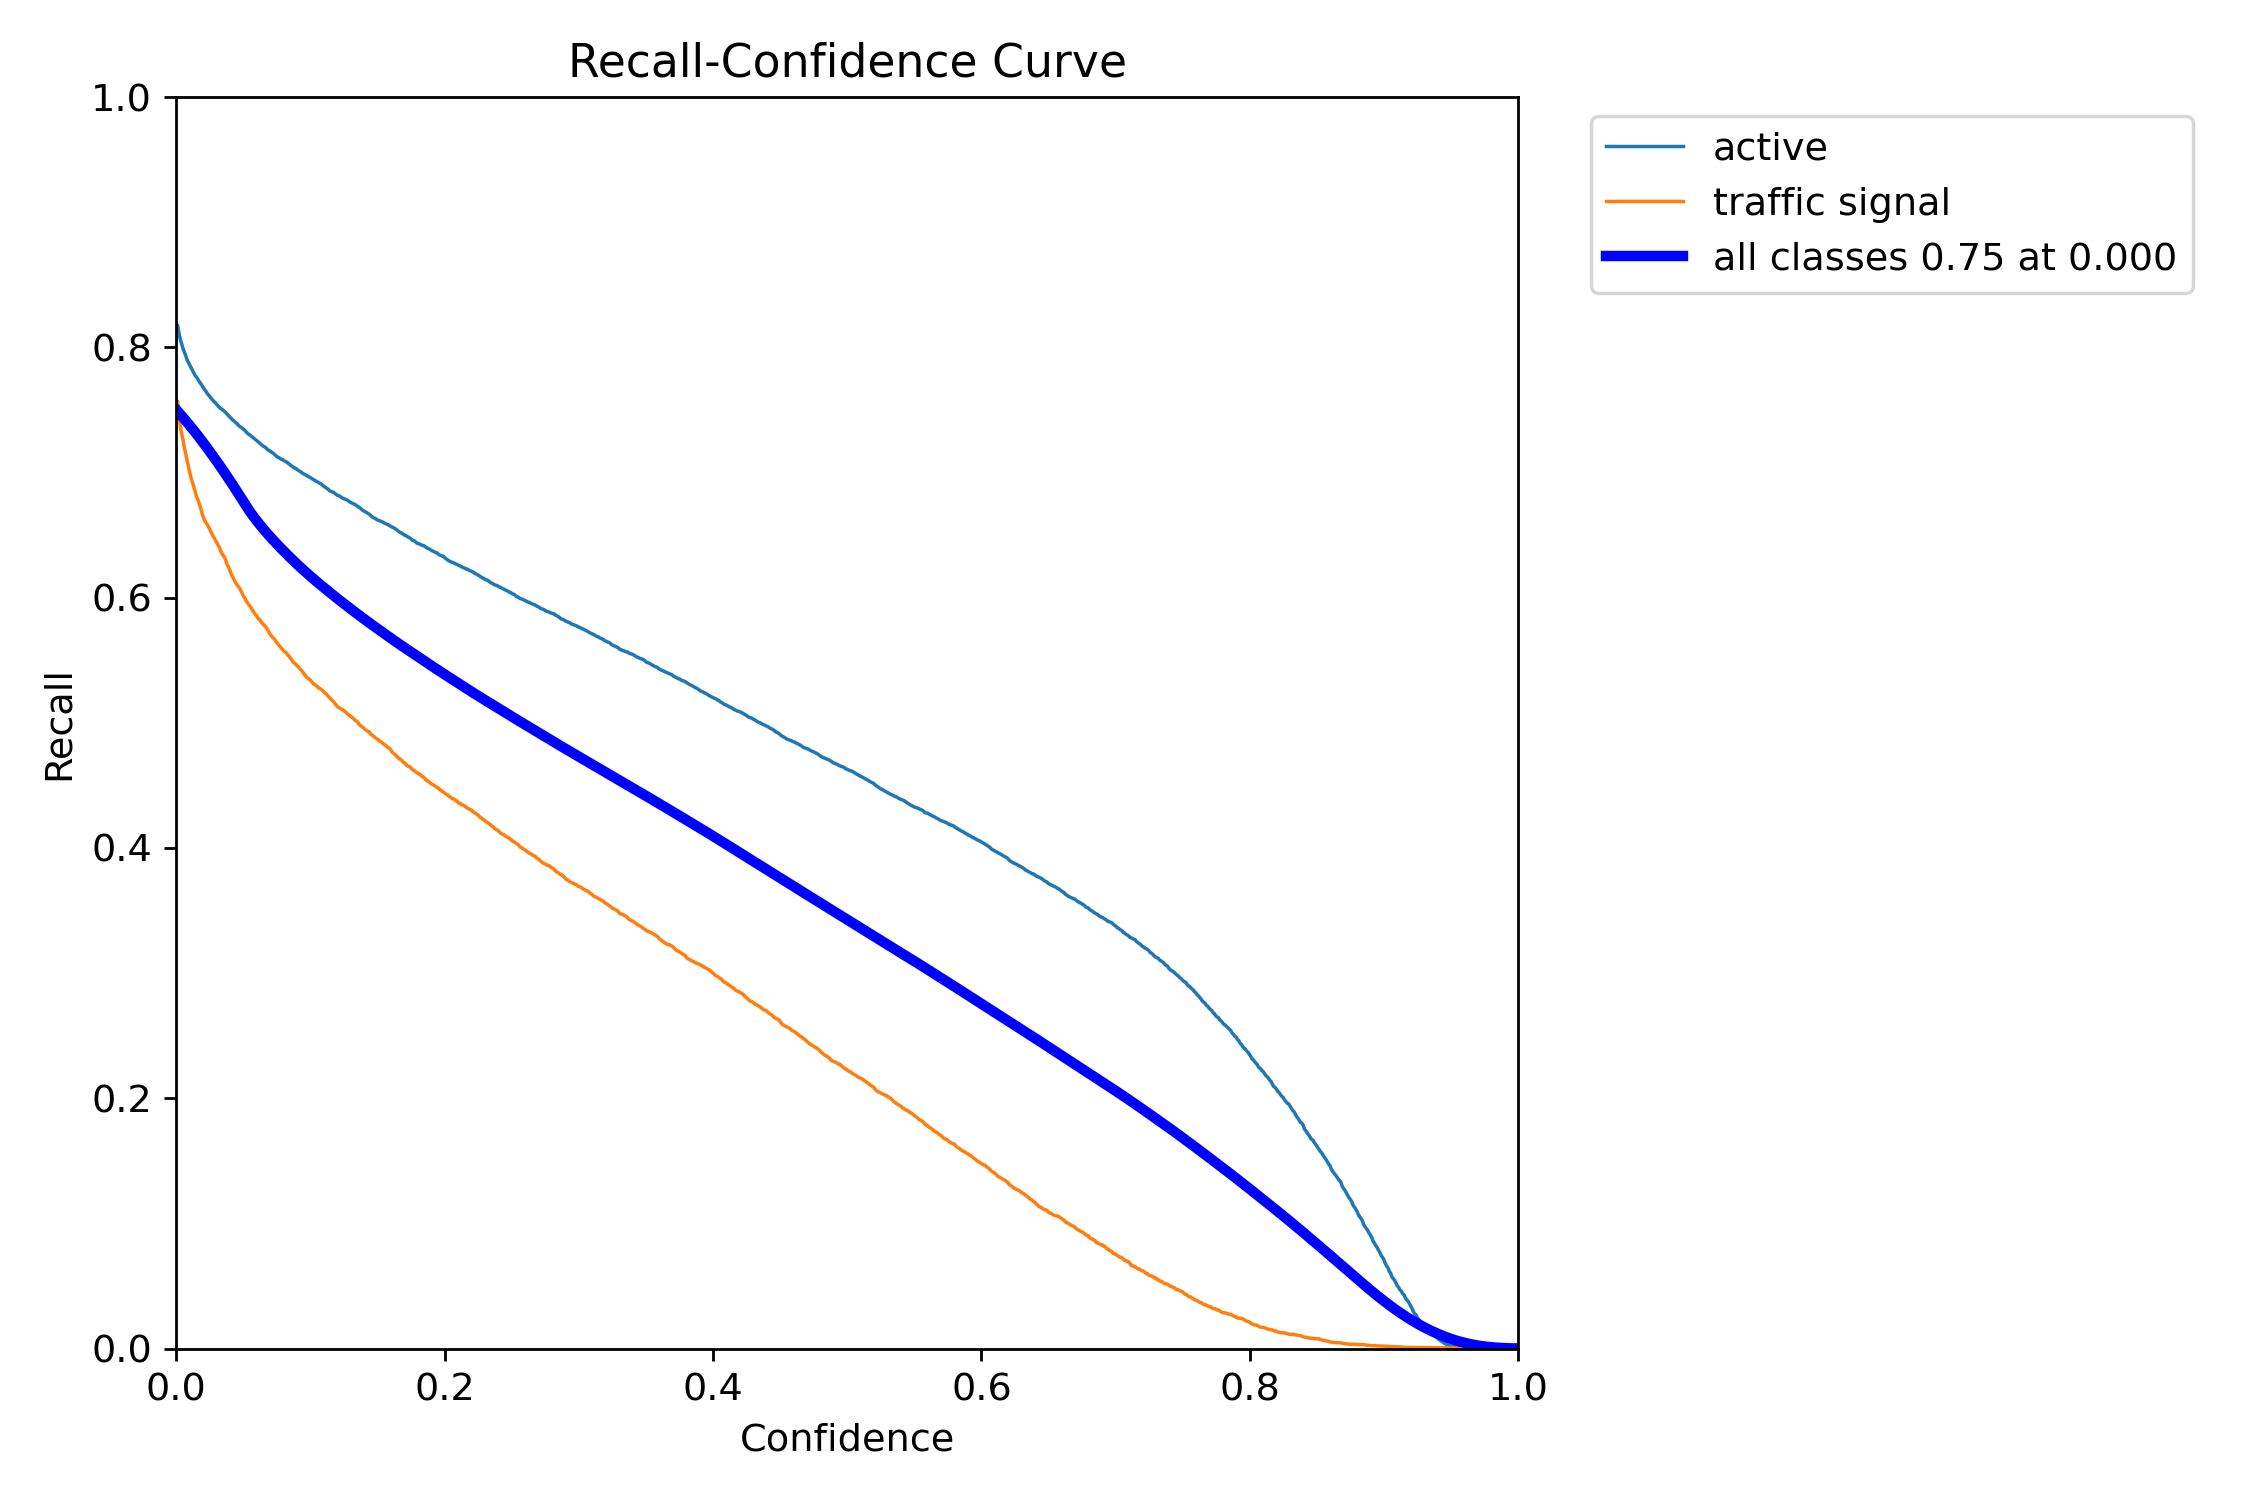 Recall-Confidence Curve
1.0
0.8
0.6
0.4
0.2
0.0
Recall
0.0 0.2 0.4 0.6 0.8 1.0
Confidence
active
traffic signal
all classes 0.75 at 0.000